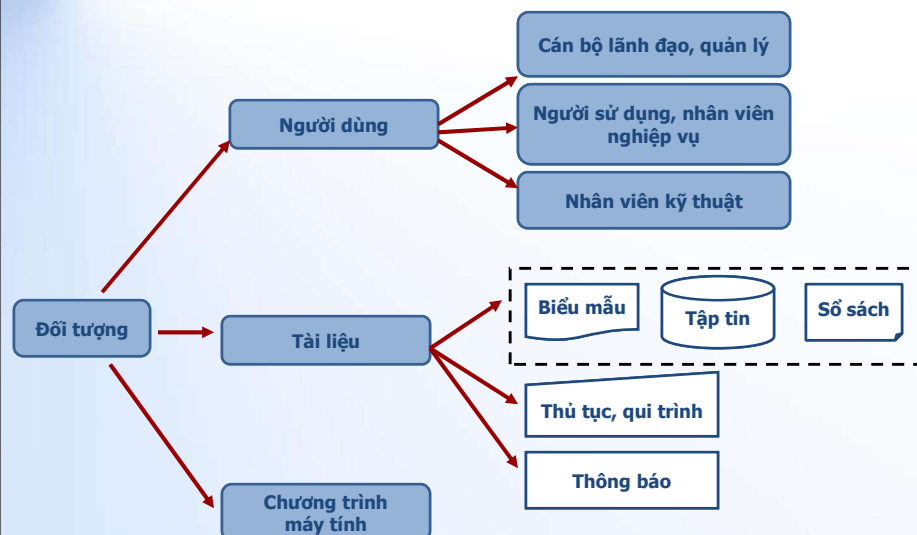 Cán bộ lãnh đạo, quản lý
Người dùng
Người sử dụng, nhân viên
nghiệp vụ
Nhân viên kỹ thuật
Đối tượng
Tài liệu
Biểu mẫu
Tập tin
Sổ sách
Thủ tục, qui trình
Thông báo
Chương trình
máy tính